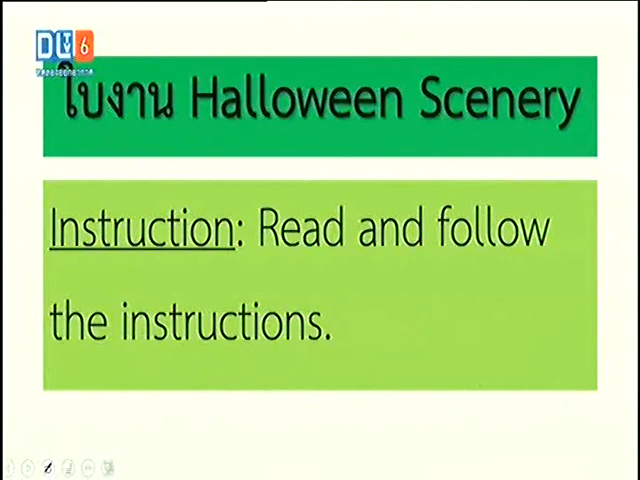 ใบงาน Halloween Scenery
Instruction: Read and follow
the instructions.